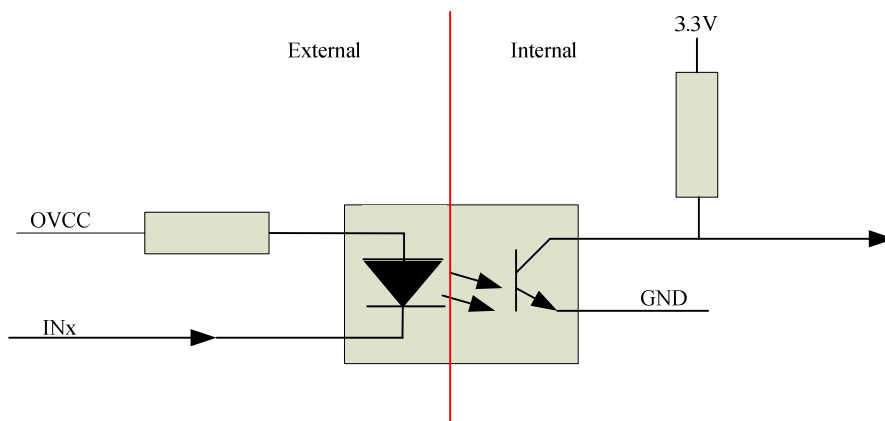 3.3V
External
Internal
OVCC
GND
INx